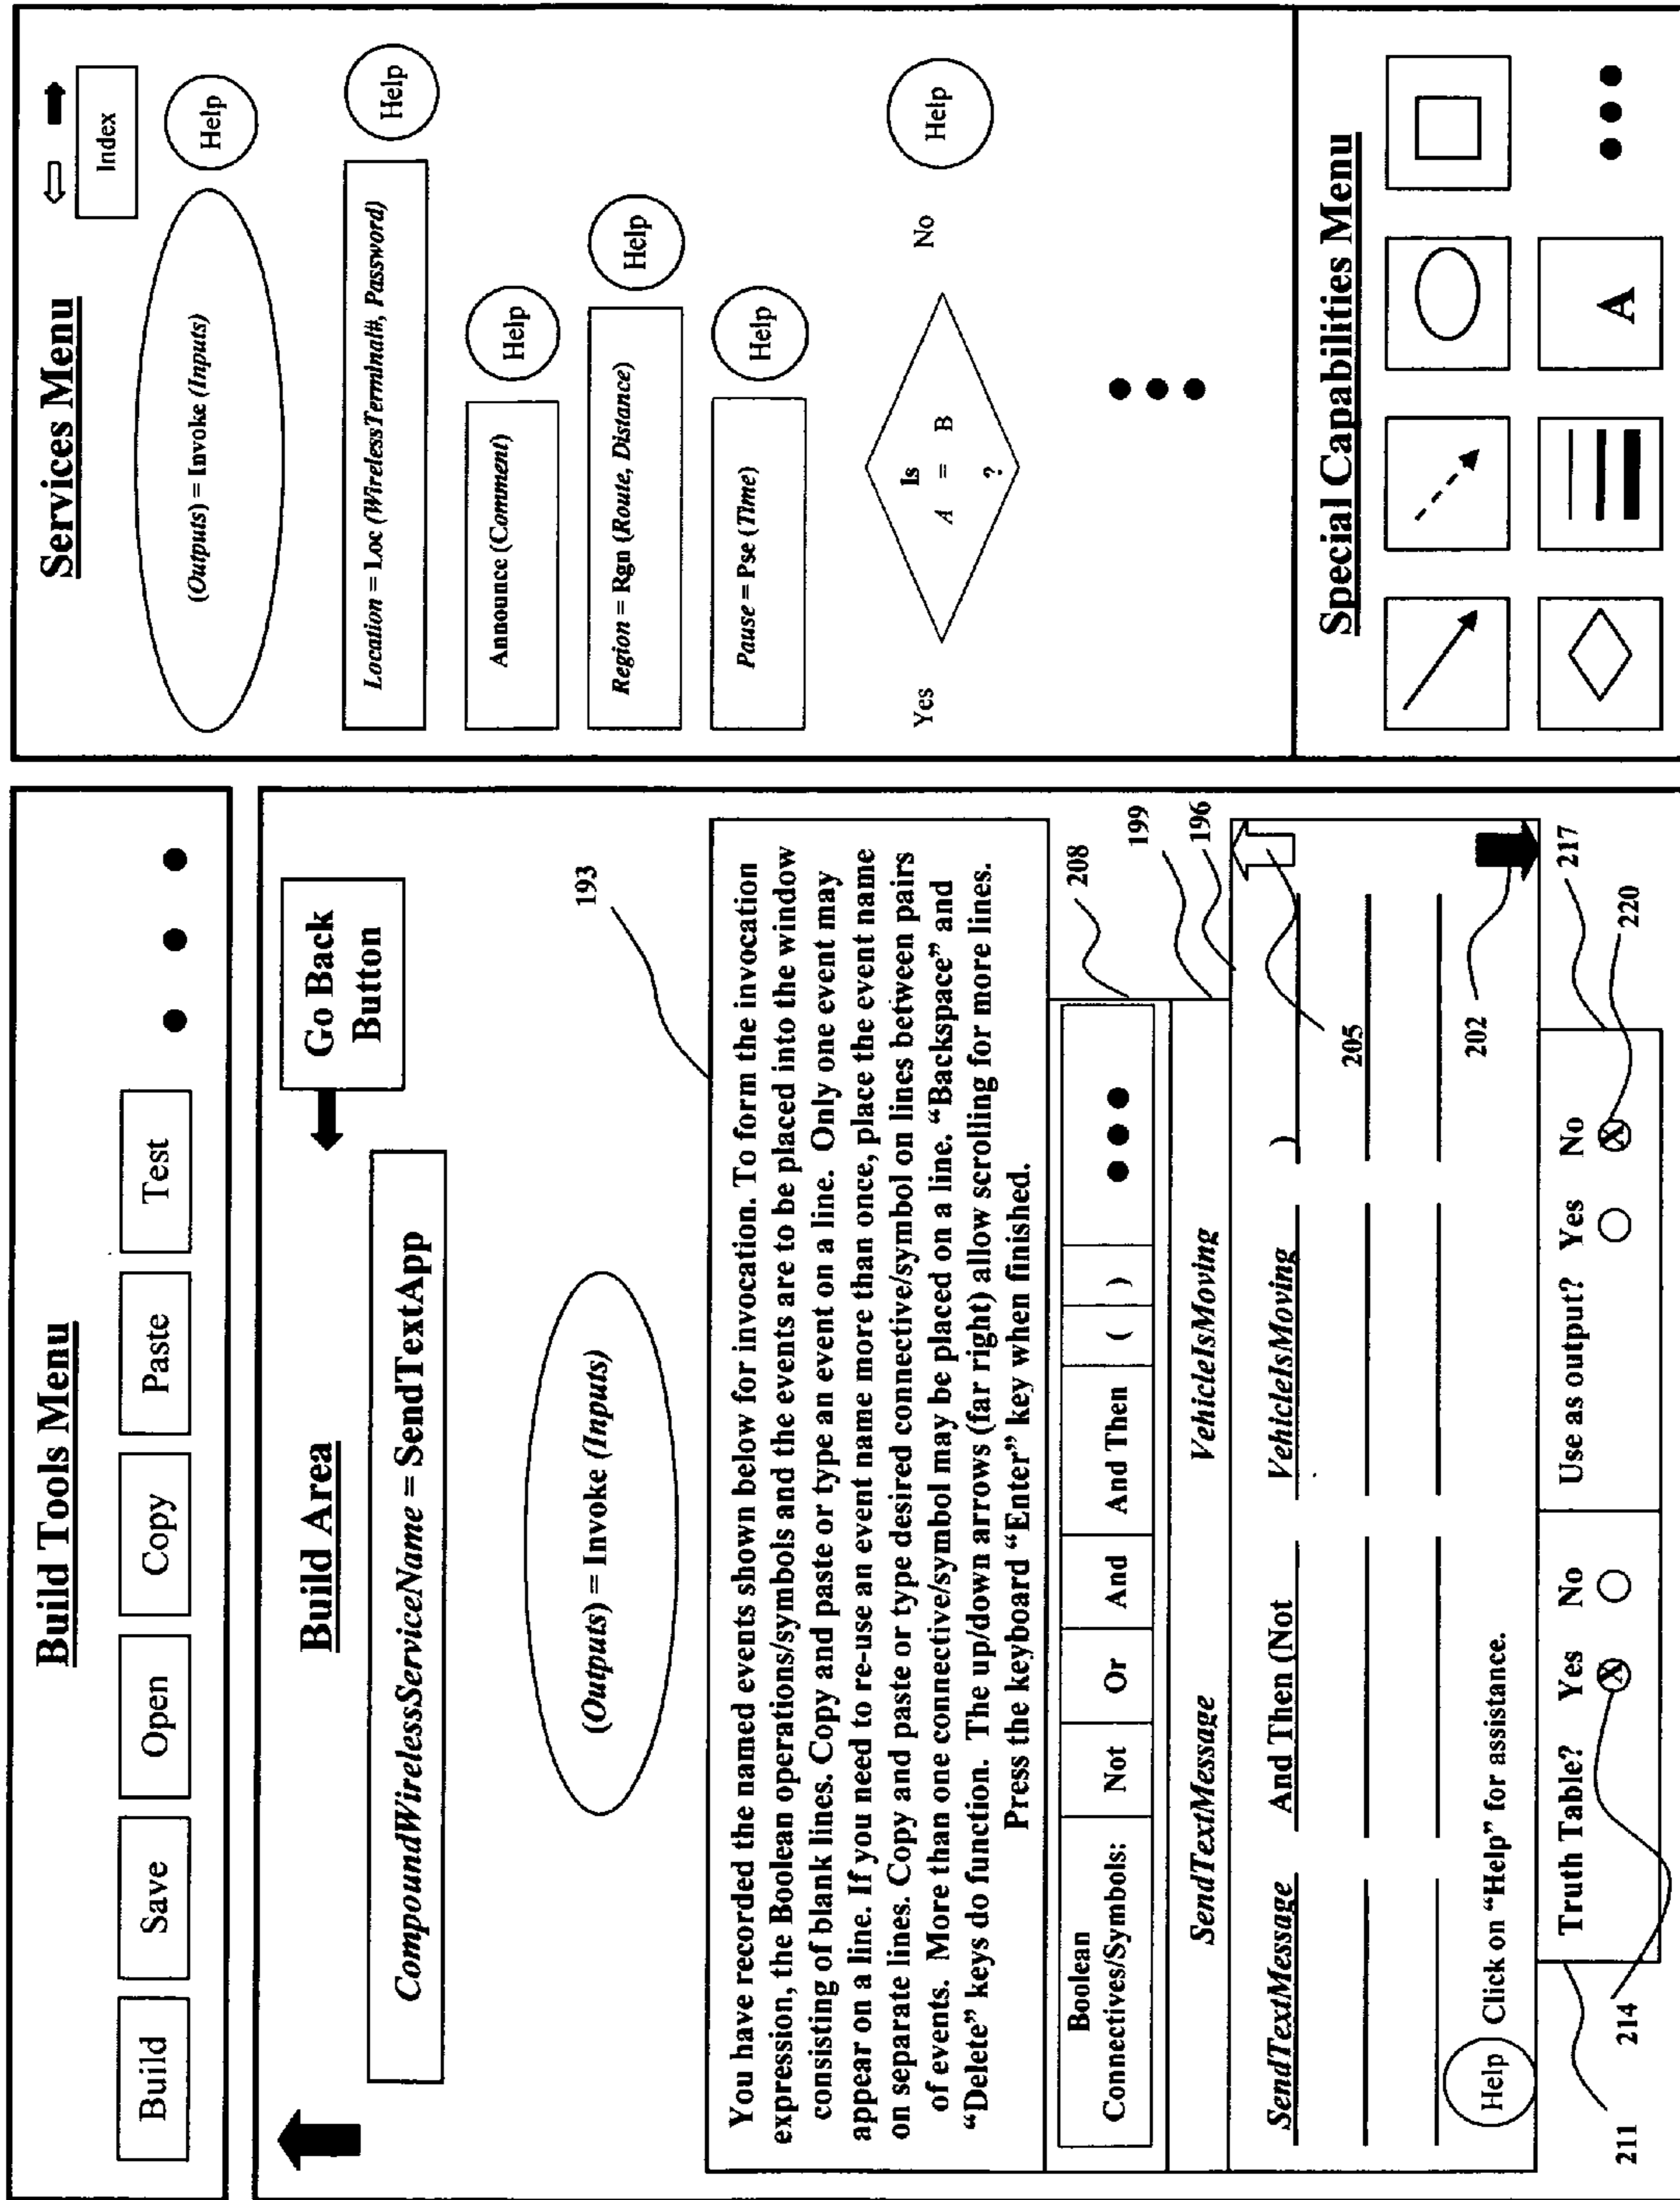 Build Tools Menu
Build Save Open Copy Paste Test
Build Area
Go Back
Button
CompoundWirelessServiceName = SendTextApp
(Outputs) = Invoke (Inputs)
193
You have recorded the named events shown below for invocation. To form the invocation
expression, the Boolean operations/symbols and the events are to be placed into the window
consisting of blank lines. Copy and paste or type an event on a line. Only one event may
appear on a line. If you need to re-use an event name more than once, place the event name
on separate lines. Copy and paste or type desired connective/symbol on lines between pairs
of events. More than one connective/symbol may be placed on a line. “Backspace” and
“Delete” keys do function. The up/down arrows (far right) allow scrolling for more lines.
Press the keyboard “Enter” key when finished.
Boolean
Connectives/Symbols: Not Or And And Then ( )
208
199
SendTextMessage VehicleIsMoving
196
SendTextMessage And Then (Not VehicleIsMoving )
205
202
Help Click on “Help” for assistance.
Truth Table? Yes No Use as output? Yes No
X X
211
214
217
220
Services Menu
Index
(Outputs) = Invoke (Inputs) Help
Location = Loc (WirelessTerminal#, Password) Help
Announce (Comment) Help
Region = Rgn (Route, Distance) Help
Pause = Pse (Time) Help
Is
Yes A = B No Help
?
Special Capabilities Menu
A